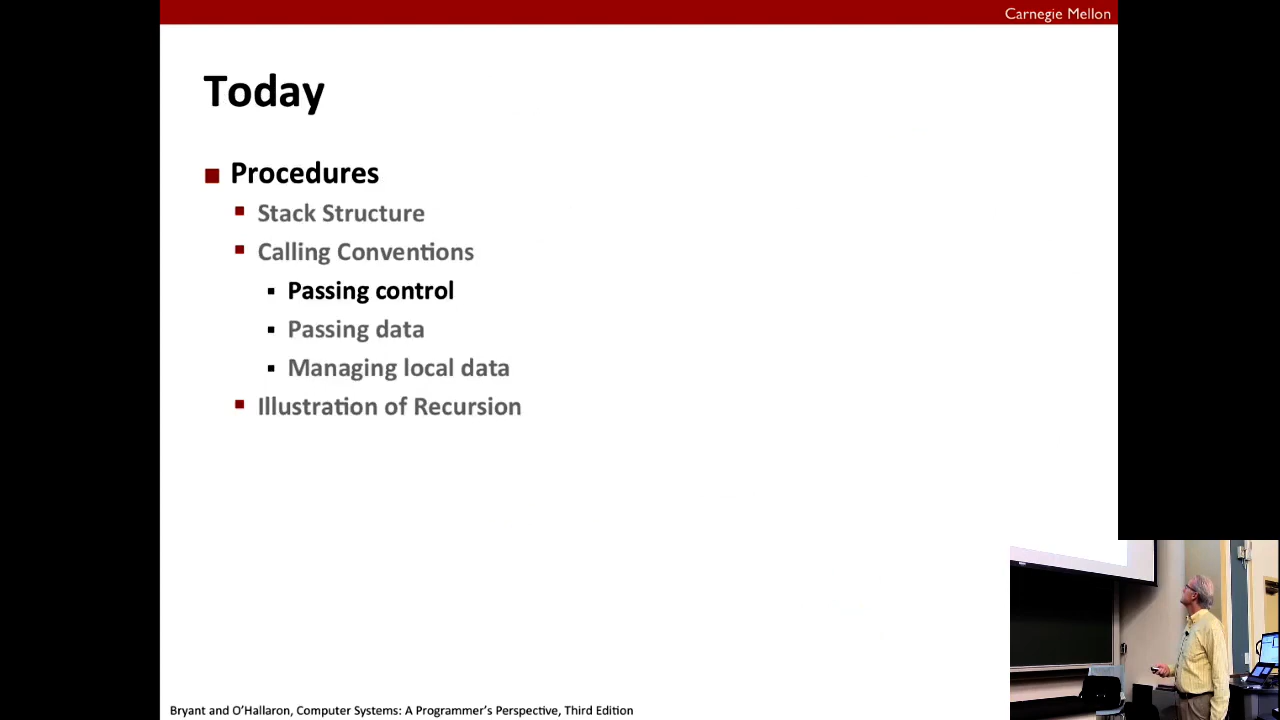 Carnegie Mellon
Today
Procedures
Stack Structure
Calling Conventions
Passing control
Passing data
Managing local data
Illustration of Recursion
Bryant and O'Hallaron, Computer Systems: A Programmer's Perspective, Third Edition